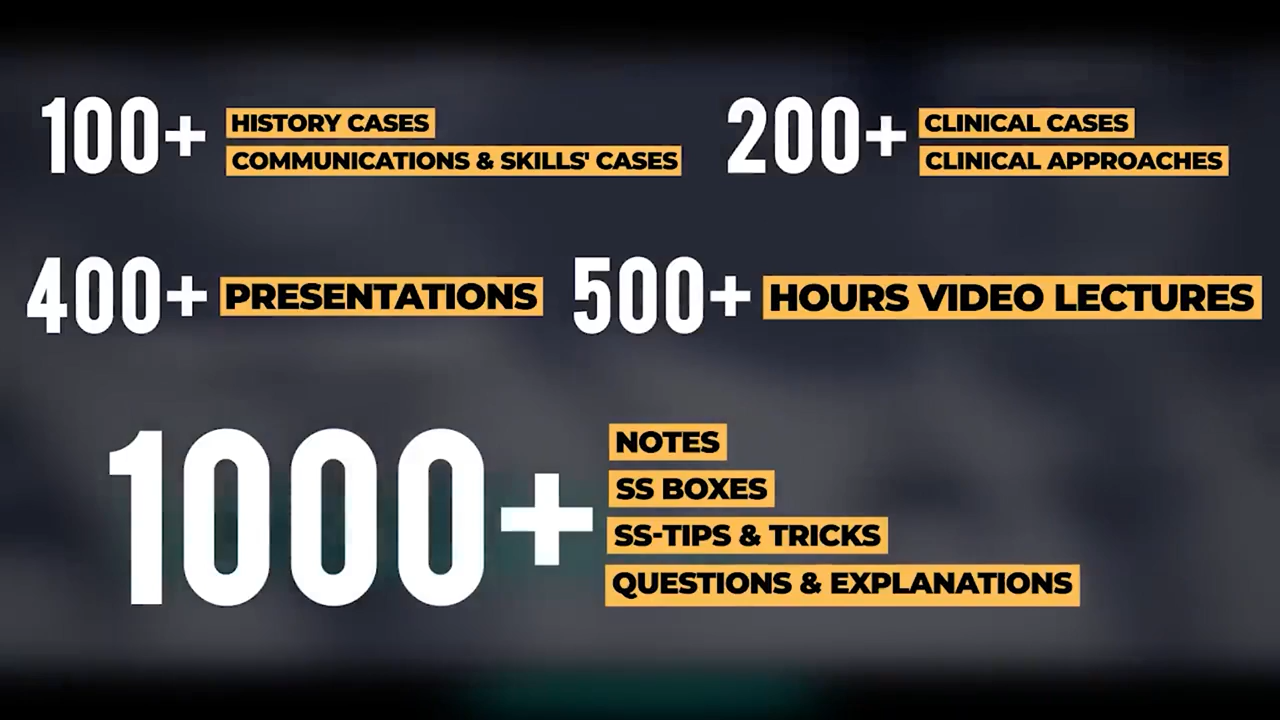 100+ HISTORY CASES
COMMUNICATIONS & SKILLS' CASES
200+ CLINICAL CASES
CLINICAL APPROACHES
400+ PRESENTATIONS
500+ HOURS VIDEO LECTURES
1000+ NOTES
SS BOXES
SS-TIPS & TRICKS
QUESTIONS & EXPLANATIONS